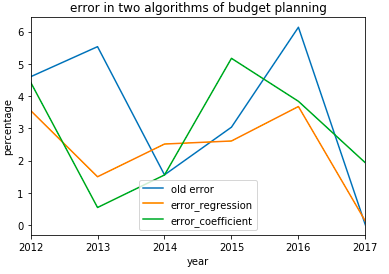 error in two algorithms of budget planning
percentage
6
5
4
3
2
1
0
old error
error_regression
error_coefficient
2012 2013 2014 2015 2016 2017
year